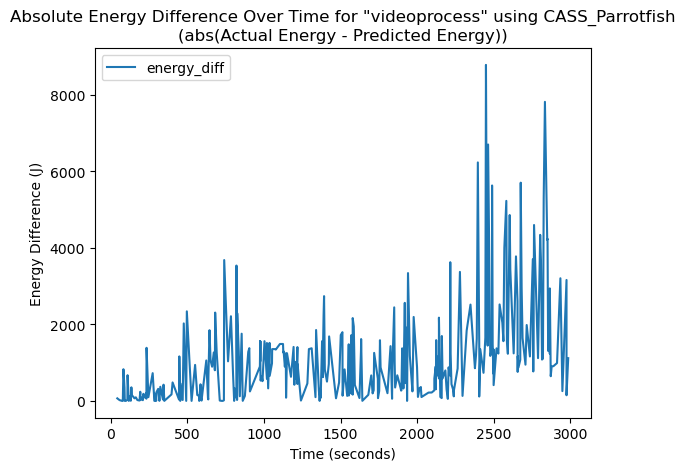 Absolute Energy Difference Over Time for "videoprocess" using CASS_Parrotfish
(abs(Actual Energy - Predicted Energy))
energy_diff
8000
6000
4000
2000
0
Energy Difference (J)
0 500 1000 1500 2000 2500 3000
Time (seconds)